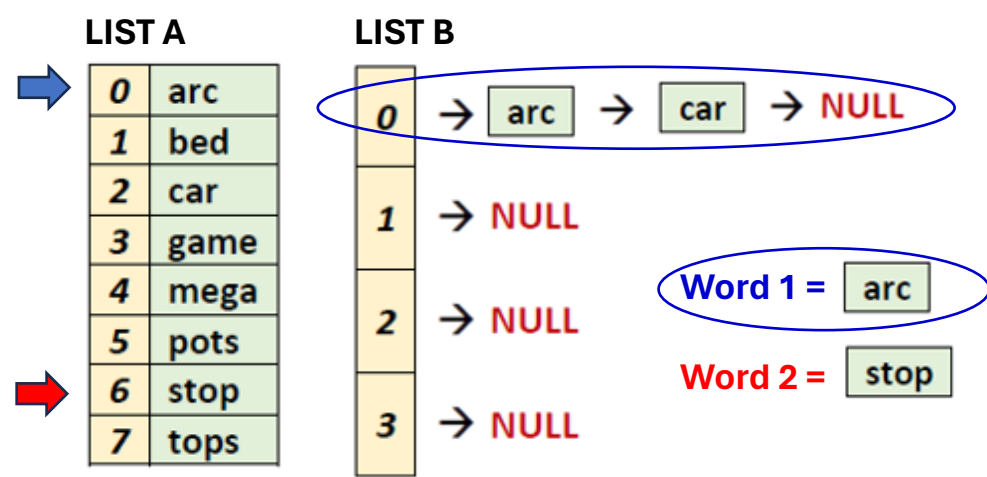 LIST A
0 arc
1 bed
2 car
3 game
4 mega
5 pots
6 stop
7 tops
LIST B
0 → arc → car → NULL
1 → NULL
2 → NULL
3 → NULL
Word 1 = arc
Word 2 = stop